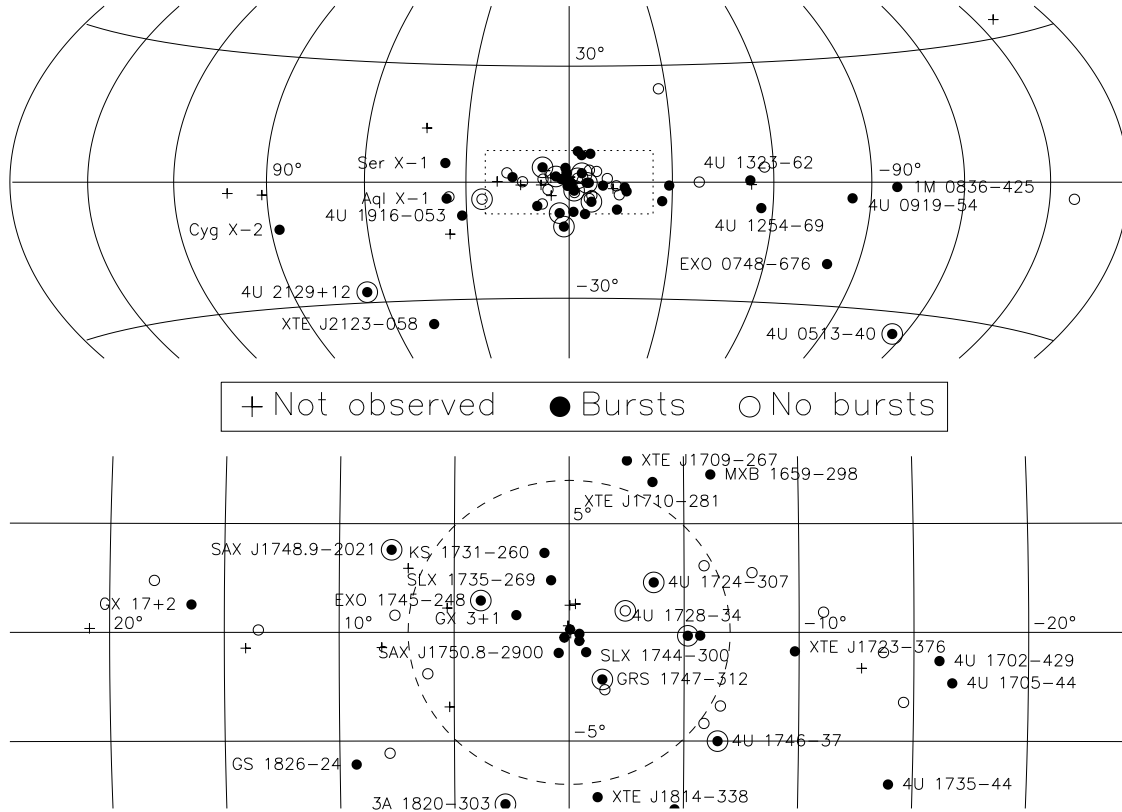 30°
Ser X−1
90°
4U 1323−62
−90°
1M 0836−425
Aql X−1
4U 0919−54
4U 1916−053
4U 1254−69
Cyg X−2
EXO 0748−676
4U 2129+12
−30°
XTE J2123−058
4U 0513−40
Not observed
Bursts
No bursts
XTE J1709−267
MXB 1659−298
XTE J1710−281
5°
SAX J1748.9−2021
KS 1731−260
SLX 1735−269
4U 1724−307
EXO 1745−248
GX 17+2
GX 3+1
4U 1728−34
20°
10°
−10°
−20°
XTE J1723−376
SAX J1750.8−2900
SLX 1744−300
4U 1702−429
GRS 1747−312
4U 1705−44
−5°
4U 1746−37
GS 1826−24
4U 1735−44
3A 1820−303
XTE J1814−338